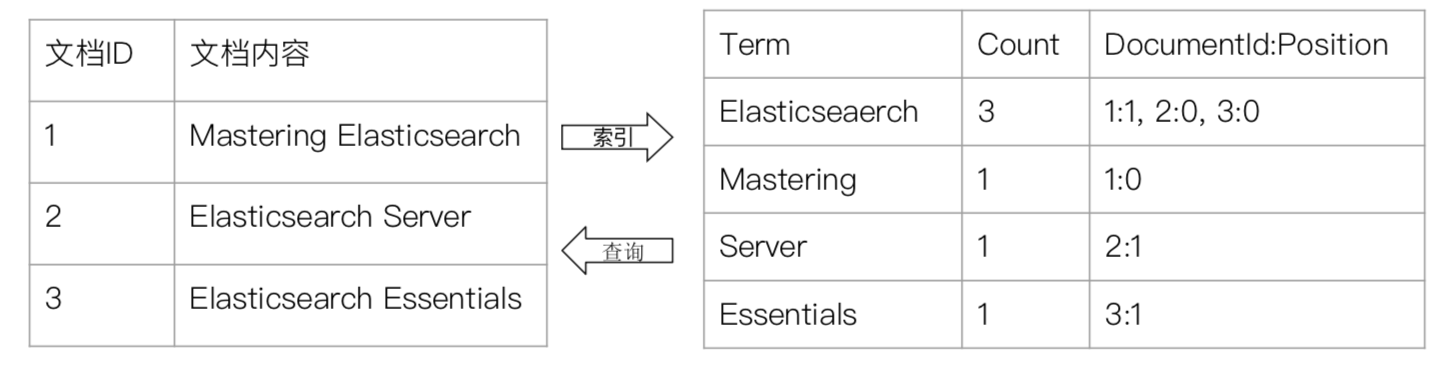 文档ID 文档内容
1 Mastering Elasticsearch
2 Elasticsearch Server
3 Elasticsearch Essentials
索引
查询
Term Count DocumentId:Position
Elasticseaerch 3 1:1, 2:0, 3:0
Mastering 1 1:0
Server 1 2:1
Essentials 1 3:1